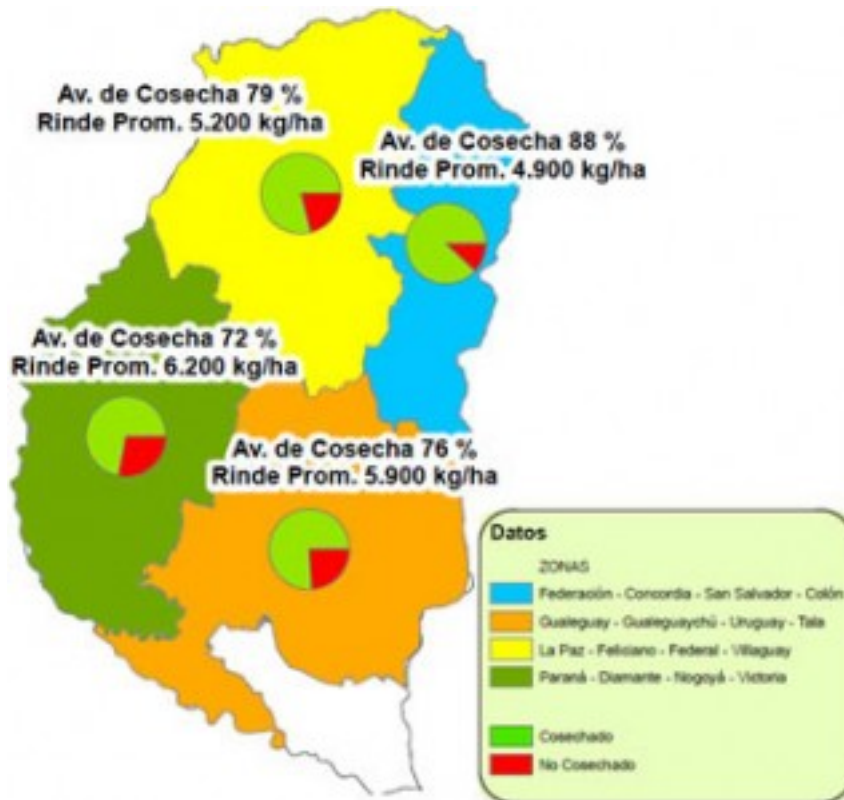 Av. de Cosecha 79 %
Rinde Prom. 5.200 kg/ha
Av. de Cosecha 88 %
Rinde Prom. 4.900 kg/ha
Av. de Cosecha 72 %
Rinde Prom. 6.200 kg/ha
Av. de Cosecha 76 %
Rinde Prom. 5.900 kg/ha
Datos
ZONAS
Federación - Concordia - San Salvador - Colón
Gualeguay - Gualeguaychú - Uruguay - Tala
La Paz - Feliciano - Federal - Villaguay
Paraná - Diamante - Nogoyá - Victoria
Cosechado
No Cosechado